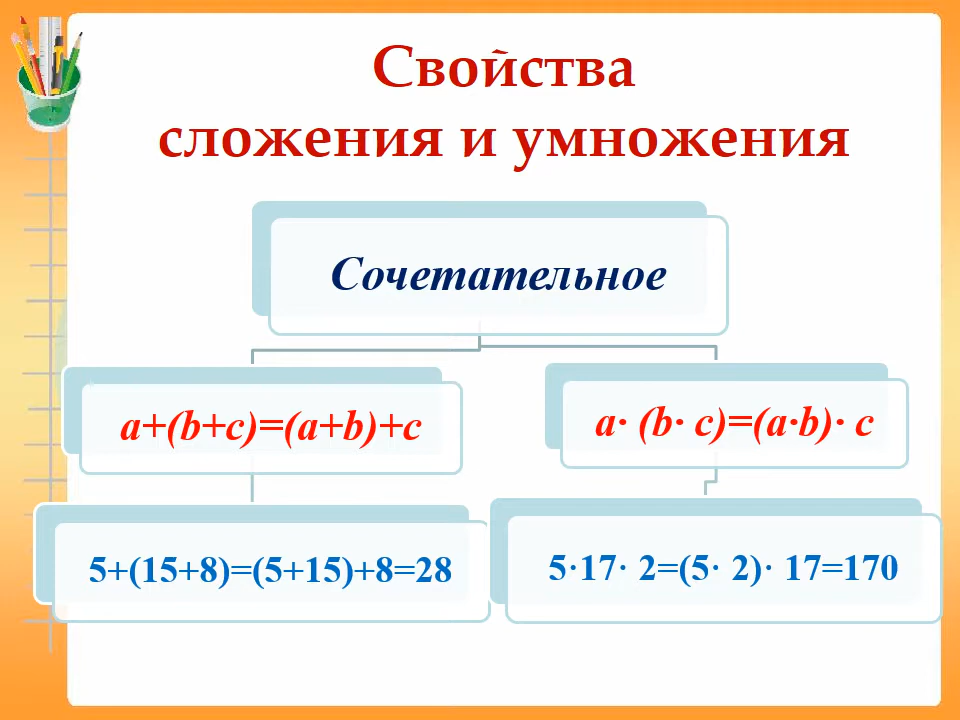 Свойства
сложения и умножения
Сочетательное
a+(b+c)=(a+b)+c
a· (b· c)=(a·b)· c
5+(15+8)=(5+15)+8=28
5·17· 2=(5· 2)· 17=170